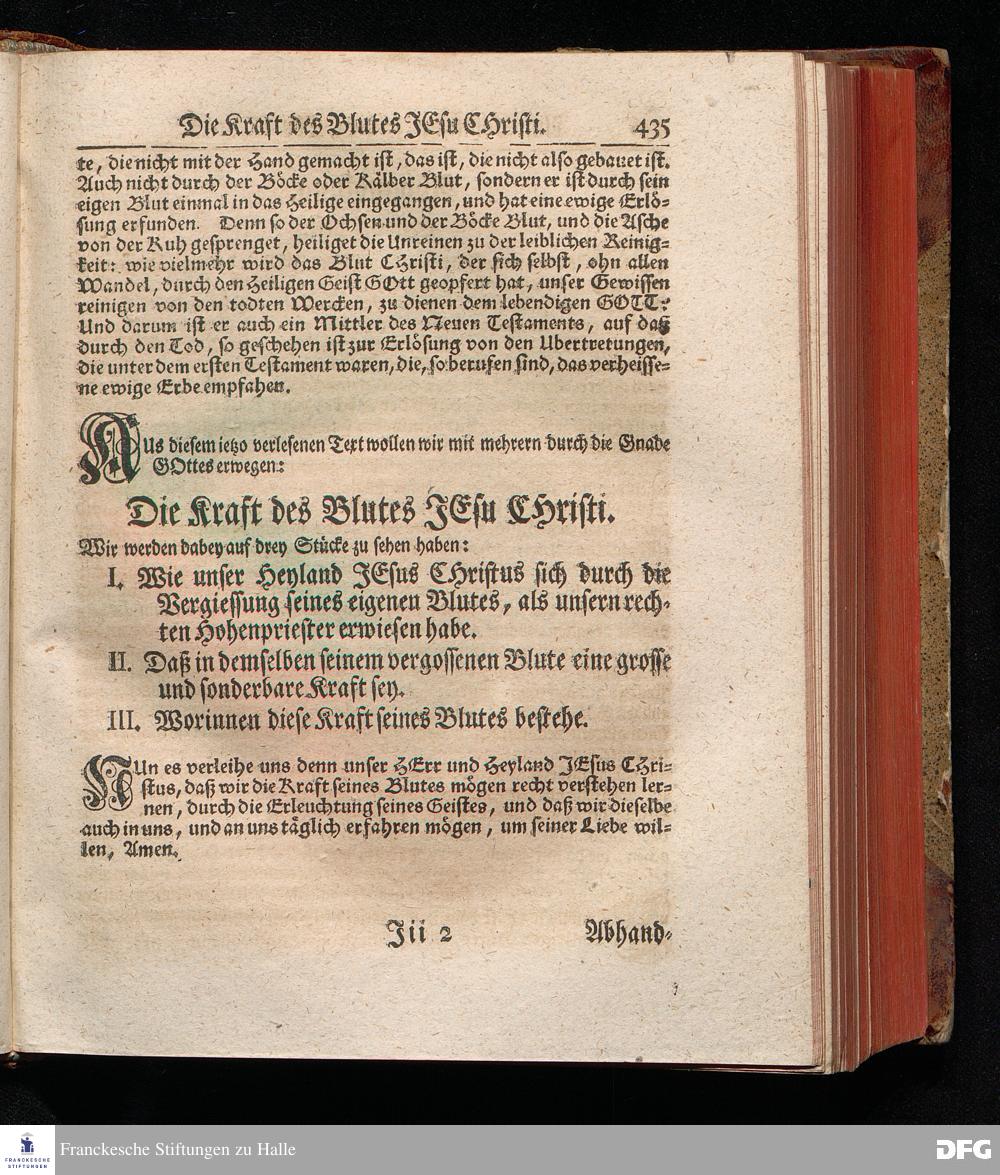 Die Kraft des Blutes JEsu CHristi. 435
te, die nicht mit der Hand gemacht ist, das ist, die nicht also gebauet ist.
Auch nicht durch der Böcke oder Kälber Blut, sondern er ist durch sein
eigen Blut einmal in das Heilige eingegangen, und hat eine ewige Erlö-
sung erfunden. Denn so der Ochsen und der Böcke Blut, und die Asche
von der Kuh gesprenget, heiliget die Unreinen zu der leiblichen Reinig-
keit: wie vielmehr wird das Blut CHristi, der sich selbst, ohn allen
Wandel, durch den Heiligen Geist GOtt geopfert hat, unser Gewissen
reinigen von den todten Wercken, zu dienen dem lebendigen GOTT?
Und darum ist er auch ein Mittler des Neuen Testaments, auf daß
durch den Tod, so geschehen ist zur Erlösung von den Ubertretungen,
die unter dem ersten Testament waren, die, so berufen sind, das verheisse-
ne ewige Erbe empfahen.
AUs diesem ietzo verlesenen Text wollen wir mit mehrern durch die Gnade
GOttes erwegen:
Die Kraft des Blutes JEsu CHristi.
Wir werden dabey auf drey Stücke zu sehen haben:
I. Wie unser Heyland JEsus CHristus sich durch die
Vergiessung seines eigenen Blutes, als unsern rech-
ten Hohenpriester erwiesen habe.
II. Daß in demselben seinem vergossenen Blute eine grosse
und sonderbare Kraft sey.
III. Worinnen diese Kraft seines Blutes bestehe.
NUn es verleihe uns denn unser HErr und Heyland JEsus CHri-
stus, daß wir die Kraft seines Blutes mögen recht verstehen ler-
nen, durch die Erleuchtung seines Geistes, und daß wir dieselbe
auch in uns, und an uns täglich erfahren mögen, um seiner Liebe wil-
len, Amen.
Jii 2 Abhand-
FRANCKESCHE
STIFTUNGEN
Franckesche Stiftungen zu Halle
DFG